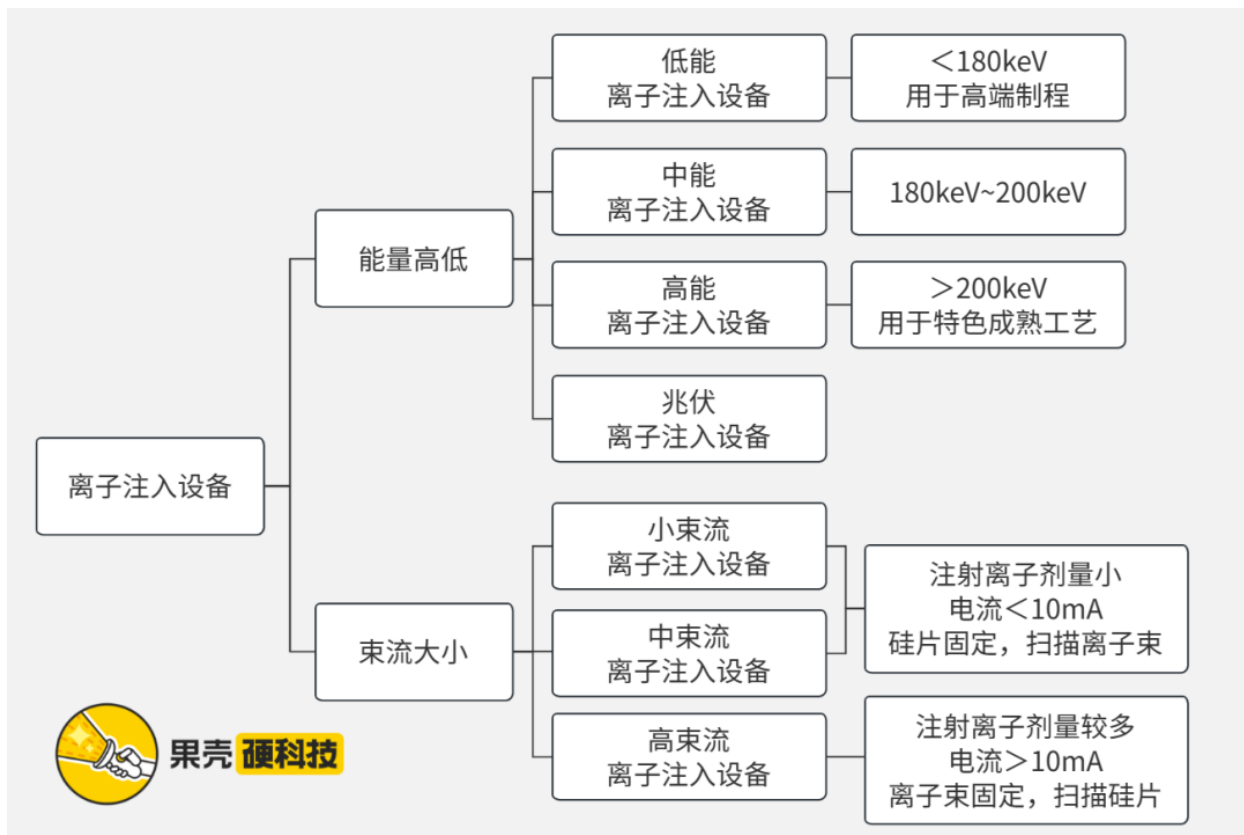 离子注入设备
能量高低
低能
离子注入设备
＜180keV
用于高端制程
中能
离子注入设备
180keV~200keV
高能
离子注入设备
＞200keV
用于特色成熟工艺
兆伏
离子注入设备
束流大小
小束流
离子注入设备
中束流
离子注入设备
注射离子剂量小
电流＜10mA
硅片固定，扫描离子束
高束流
离子注入设备
注射离子剂量较多
电流＞10mA
离子束固定，扫描硅片
果壳 硬科技